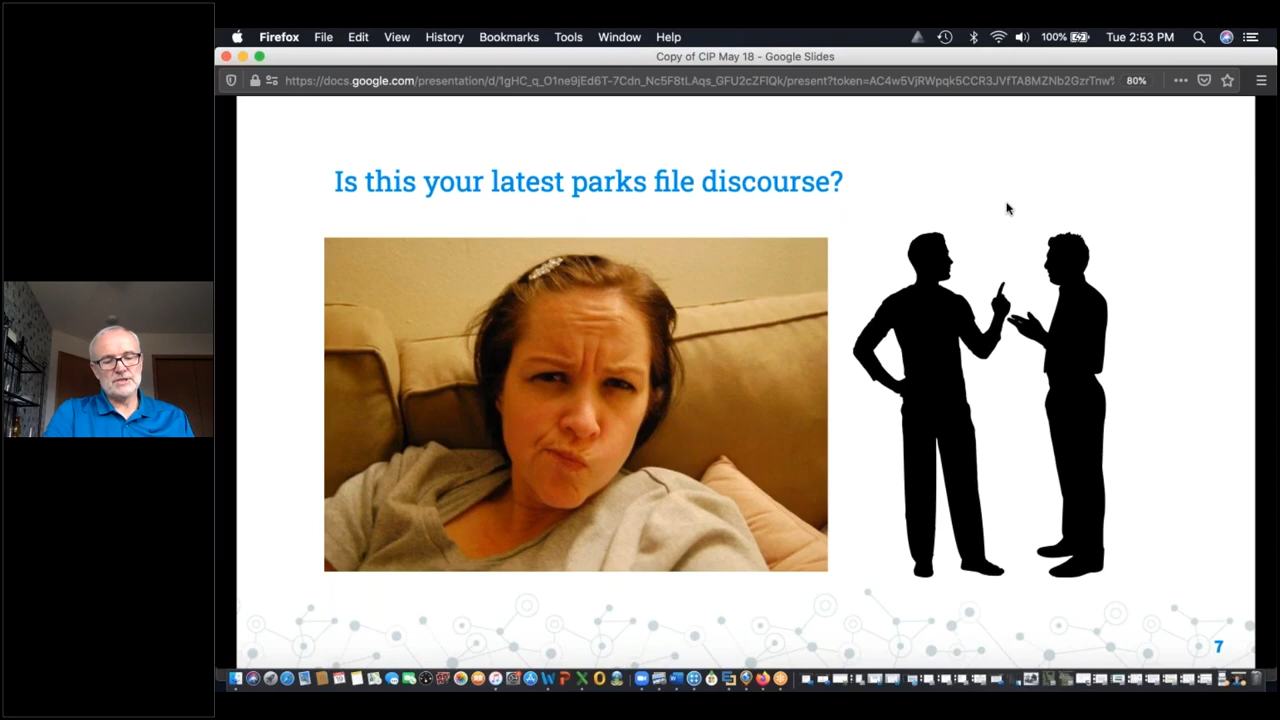 Firefox File Edit View History Bookmarks Tools Window Help 100% Tue 2:53 PM
Copy of CIP May 18 - Google Slides
80%
Is this your latest parks file discourse?
7